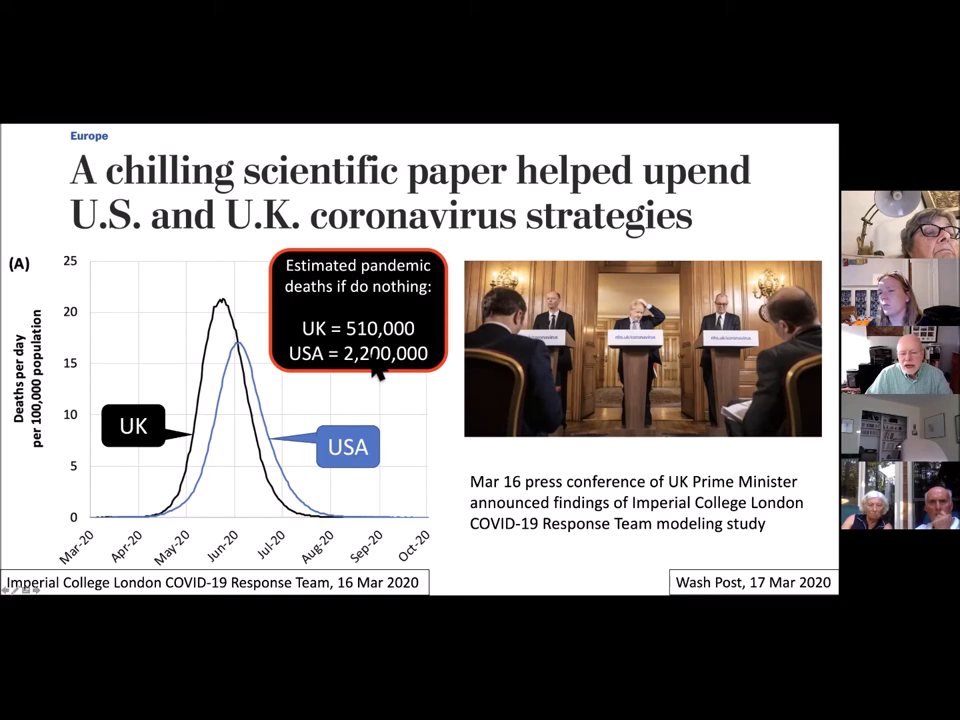 Europe
A chilling scientific paper helped upend
U.S. and U.K. coronavirus strategies
(A)
Deaths per day
per 100,000 population
25
20
15
10
5
0
Mar-20
Apr-20
May-20
Jun-20
Jul-20
Aug-20
Sep-20
Oct-20
UK
USA
Estimated pandemic
deaths if do nothing:
UK = 510,000
USA = 2,200,000
Mar 16 press conference of UK Prime Minister
announced findings of Imperial College London
COVID-19 Response Team modeling study
Imperial College London COVID-19 Response Team, 16 Mar 2020
Wash Post, 17 Mar 2020